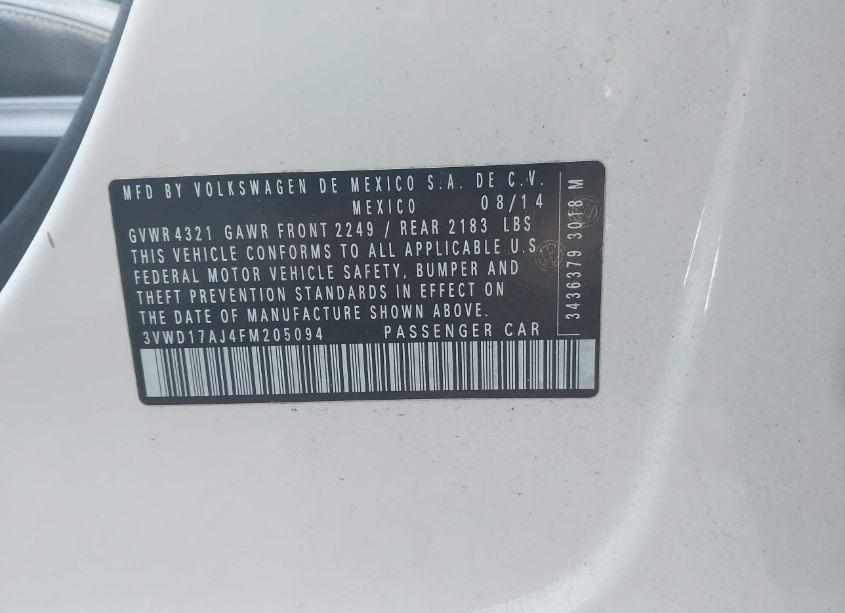 MFD BY VOLKSWAGEN DE MEXICO S.A. DE C.V.
MEXICO 08/14
GVWR 4321 GAWR FRONT 2249 / REAR 2183 LBS
THIS VEHICLE CONFORMS TO ALL APPLICABLE U.S.
FEDERAL MOTOR VEHICLE SAFETY, BUMPER AND
THEFT PREVENTION STANDARDS IN EFFECT ON
THE DATE OF MANUFACTURE SHOWN ABOVE.
3VWD17AJ4FM205094 PASSENGER CAR
3436379 3018 M